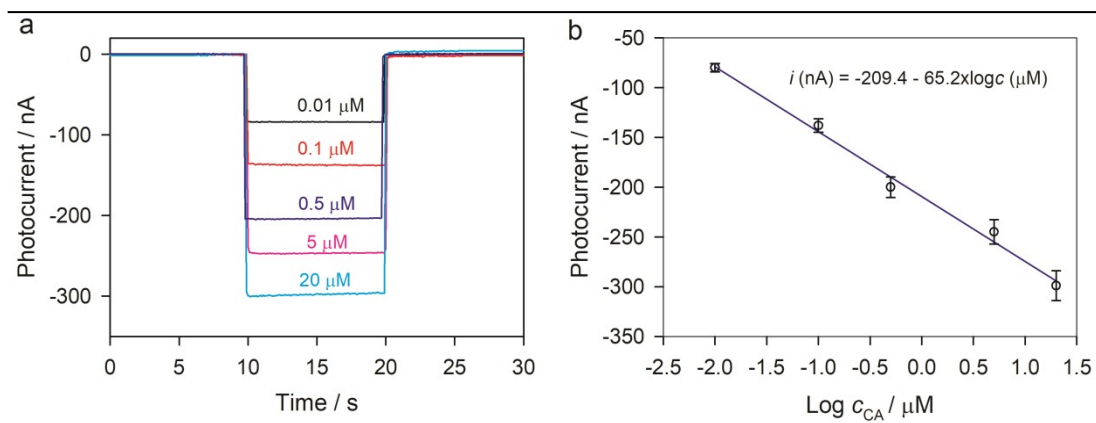 a
Photocurrent / nA
0
-100
-200
-300
0.01 μM
0.1 μM
0.5 μM
5 μM
20 μM
0 5 10 15 20 25 30
Time / s
b
Photocurrent / nA
-50
-100
-150
-200
-250
-300
-350
i (nA) = -209.4 - 65.2xlogc (μM)
-2.5 -2.0 -1.5 -1.0 -0.5 0.0 0.5 1.0 1.5
Log cCA / μM